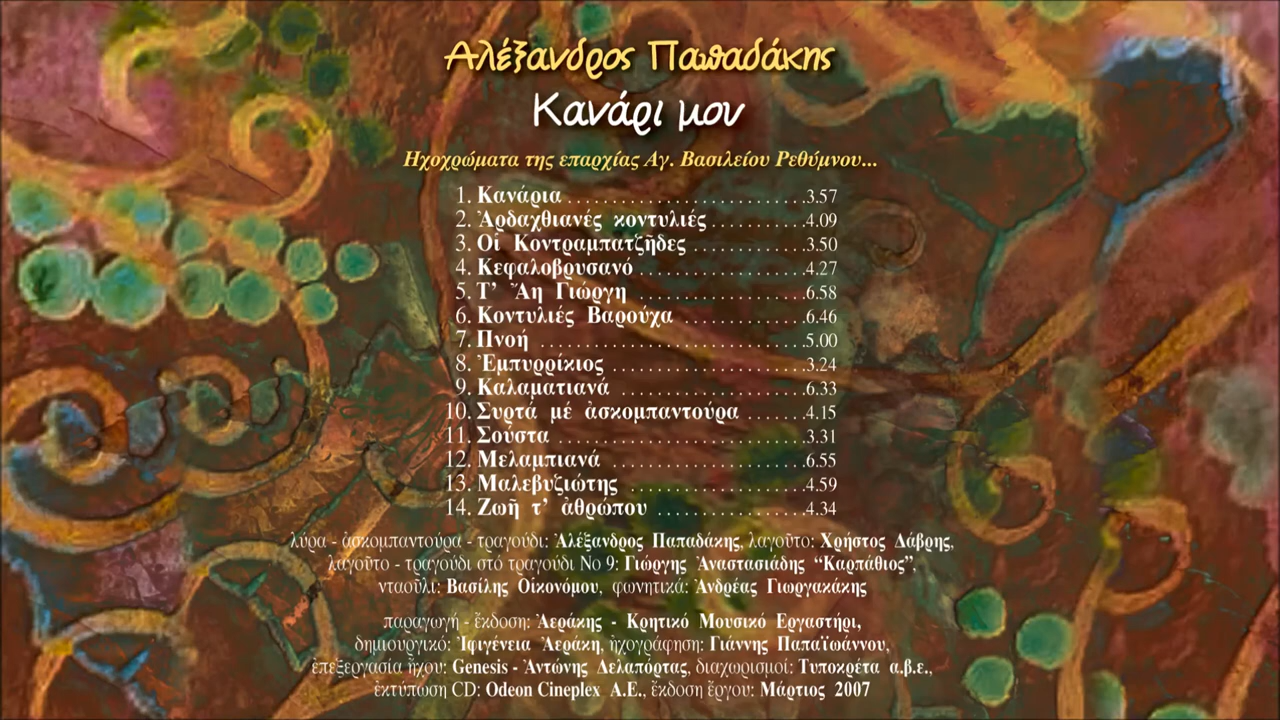 Αλέξανδρος Παπαδάκης
Κανάρι μου
Ηχοχρώματα της επαρχίας Αγ. Βασιλείου Ρεθύμνου...
1. Κανάρια ........................3.57
2. Ἀρδαχθιανές κοντυλιές ............4.09
3. Οἱ Κοντραμπατζῆδες ..............3.50
4. Κεφαλοβρυσανό .....................4.27
5. Τ' Ἅη Γιώργη .....................6.58
6. Κοντυλιές Βαρούχα ...............6.46
7. Πνοή ..............................5.00
8. Ἐμπυρρίκιος ......................3.24
9. Καλαματιανά ......................6.33
10. Συρτά μέ ἀσκομπαντούρα .......4.15
11. Σούστα ...........................3.31
12. Μελαμπιανά ......................6.55
13. Μαλεβυζιώτης ....................4.59
14. Ζωῆ τ' ἀθρώπου .................4.34
λύρα - ἀσκομπαντούρα - τραγούδι: Ἀλέξανδρος Παπαδάκης, λαγοῦτο: Χρήστος Δάβρης,
λαγοῦτο - τραγούδι στό τραγούδι Νο 9: Γιώργης Ἀναστασιάδης “Καρπάθιος”,
νταοῦλι: Βασίλης Οἰκονόμου, φωνητικά: Ἀνδρέας Γιωργακάκης
παραγωγή - ἔκδοση: Ἀεράκης - Κρητικό Μουσικό Εργαστήρι,
δημιουργικό: Ἰφιγένεια Ἀεράκη, ἠχογράφηση: Γιάννης Παπαϊωάννου,
ἐπεξεργασία ἤχου: Genesis - Ἀντώνης Δελαπόρτας, διαχωρισμοί: Τυποκρέτα α.β.ε.,
ἐκτύπωση CD: Odeon Cineplex Α.Ε., ἔκδοση ἔργου: Μάρτιος 2007